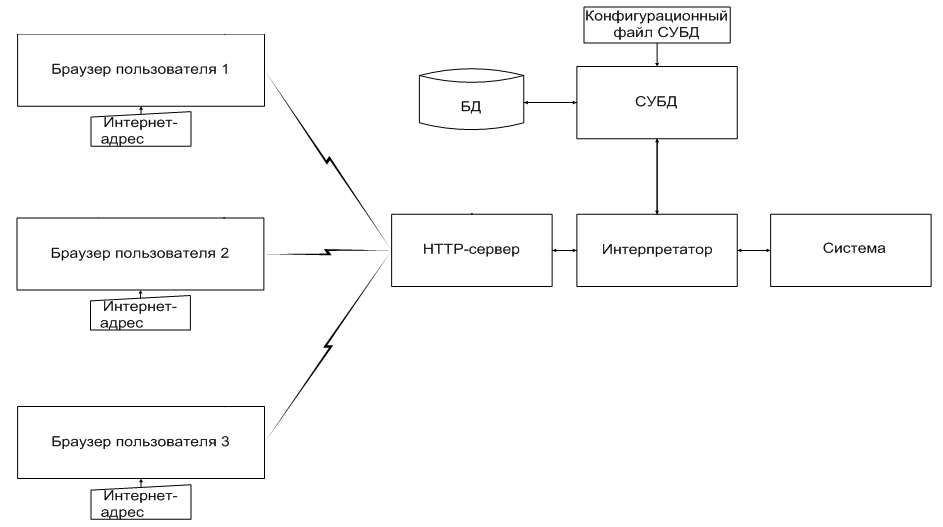 Конфигурационный
файл СУБД
Браузер пользователя 1
Интернет-
адрес
БД
СУБД
Браузер пользователя 2
Интернет-
адрес
HTTP-сервер
Интерпретатор
Система
Браузер пользователя 3
Интернет-
адрес